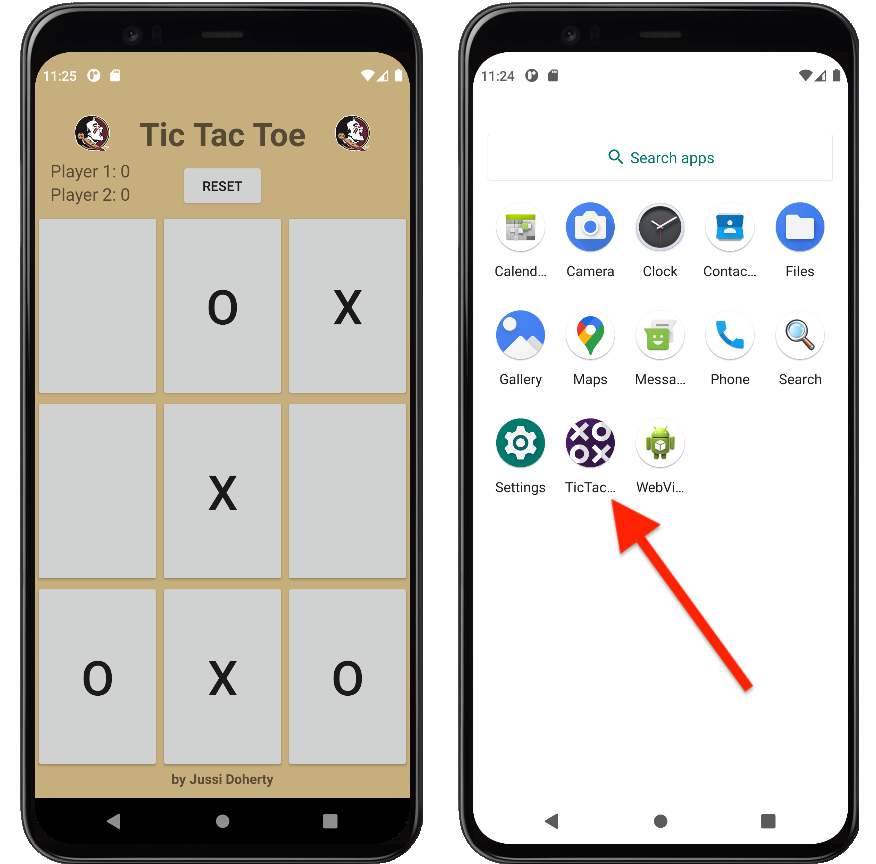 11:25
Tic Tac Toe
Player 1: 0
Player 2: 0
RESET
O X
X
O X O
by Jussi Doherty
11:24
Search apps
Calend... Camera Clock Contac... Files
Gallery Maps Messa... Phone Search
Settings TicTac... WebVi...